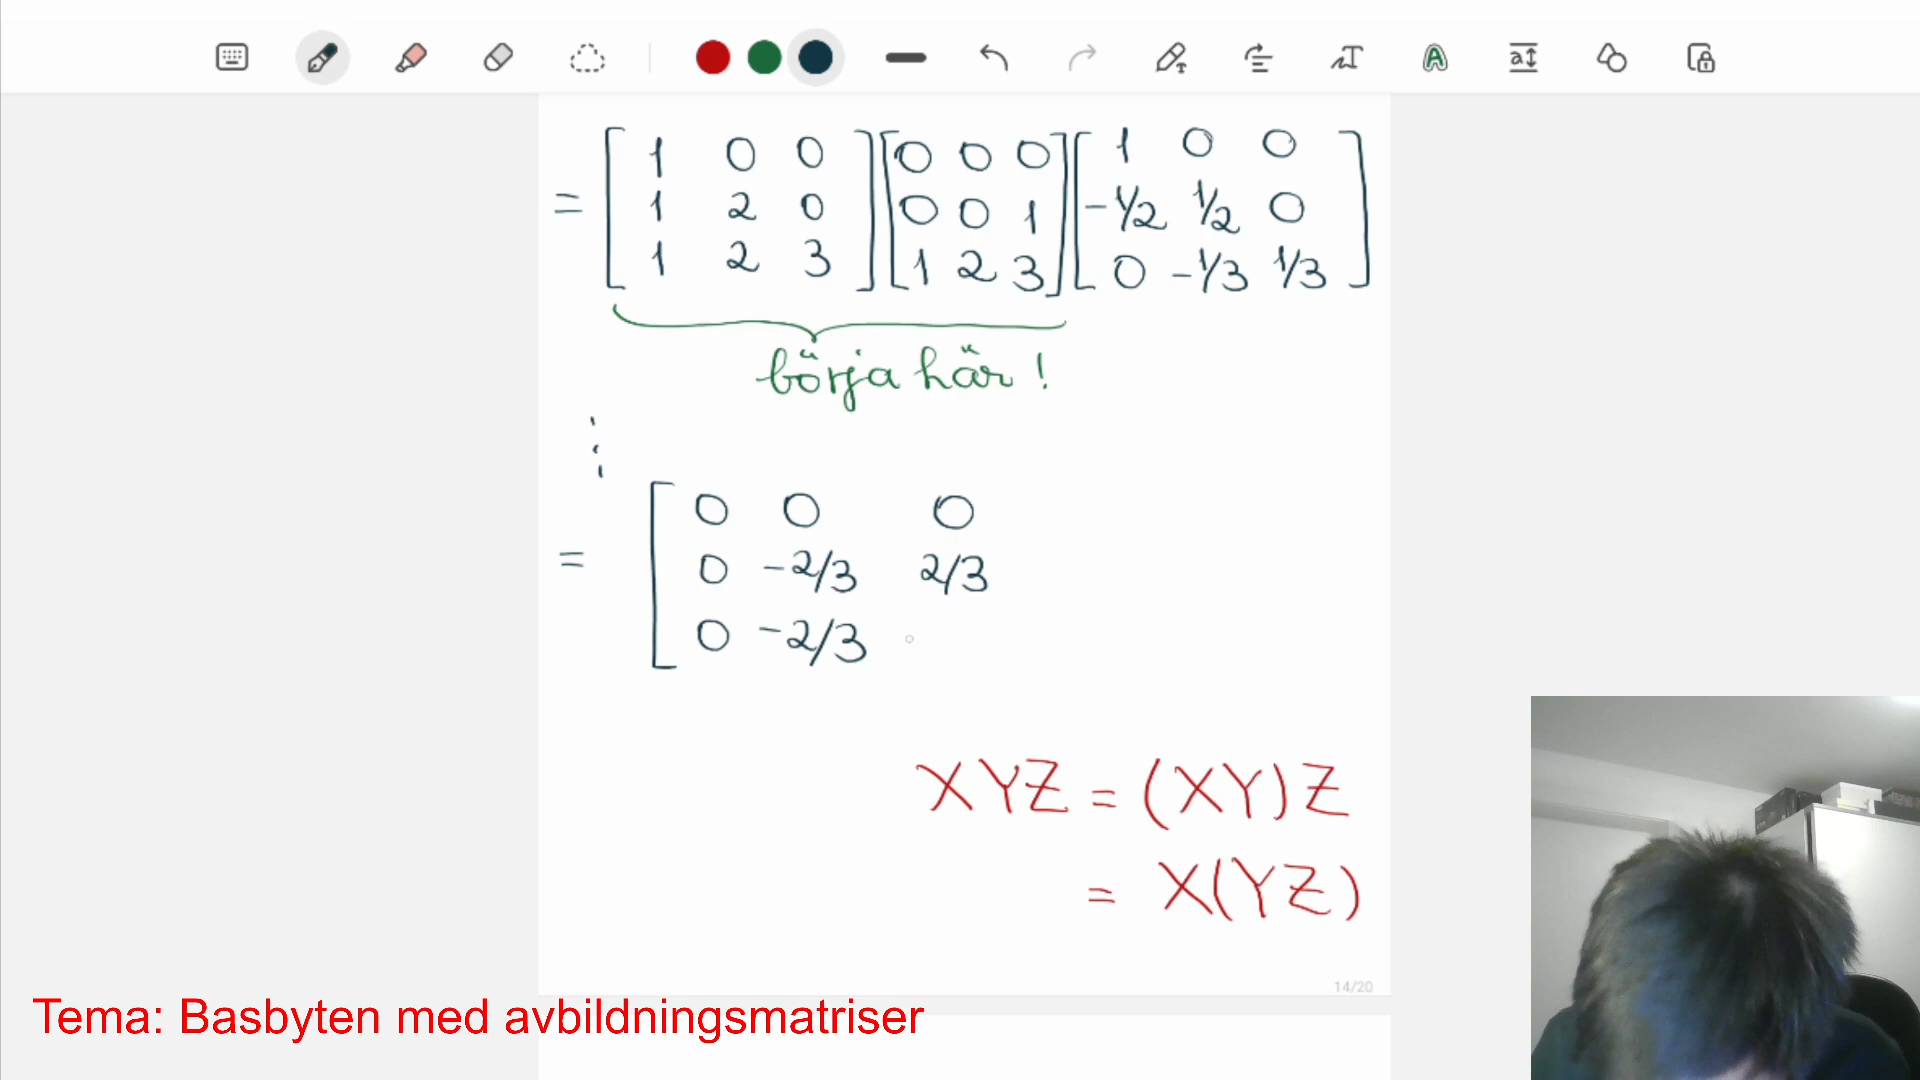 = [ 1 0 0 ] [ 0 0 0 ] [ 1 0 0 ]
[ 1 2 0 ] [ 0 0 1 ] [ -1/2 1/2 0 ]
[ 1 2 3 ] [ 1 2 3 ] [ 0 -1/3 1/3 ]
börja här !
⋮
= [ 0 0 0
0 -2/3 2/3
0 -2/3
XYZ = (XY)Z
= X(YZ)
14/20
Tema: Basbyten med avbildningsmatriser